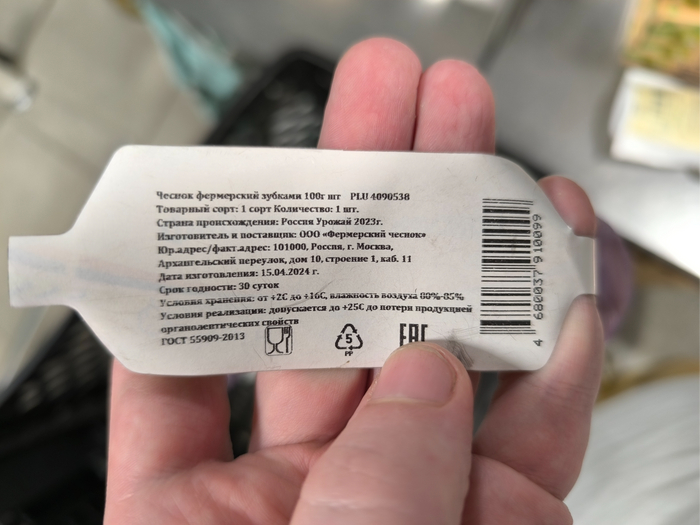 Чеснок фермерский зубками 100г шт PLU 4090538
Товарный сорт: 1 сорт Количество: 1 шт.
Страна происхождения: Россия Урожай 2023г.
Изготовитель и поставщик: ООО «Фермерский чеснок»
Юр.адрес/факт.адрес: 101000, Россия, г. Москва,
Архангельский переулок, дом 10, строение 1, каб. 11
Дата изготовления: 15.04.2024 г.
Срок годности: 30 суток
Условия хранения: от +2С до +16С, влажность воздуха 80%-85%
Условия реализации: допускается до +25С до потери продукцией
органолептических свойств
ГОСТ 55909-2013
5
PP
EAC
4 680037 910099